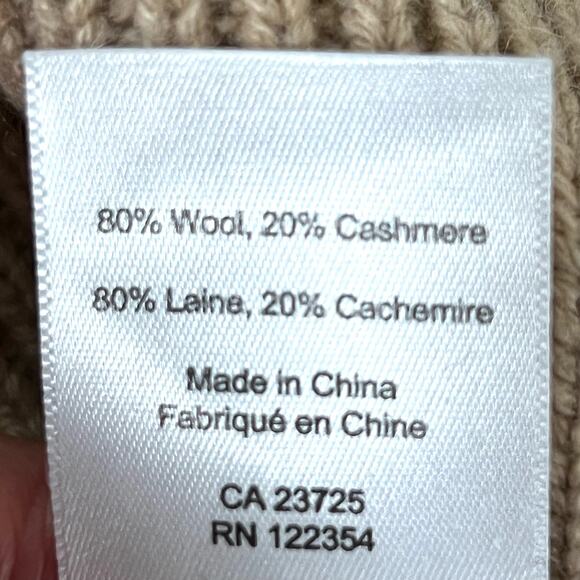 80% Wool, 20% Cashmere
80% Laine, 20% Cachemire
Made in China
Fabriqué en Chine
CA 23725
RN 122354